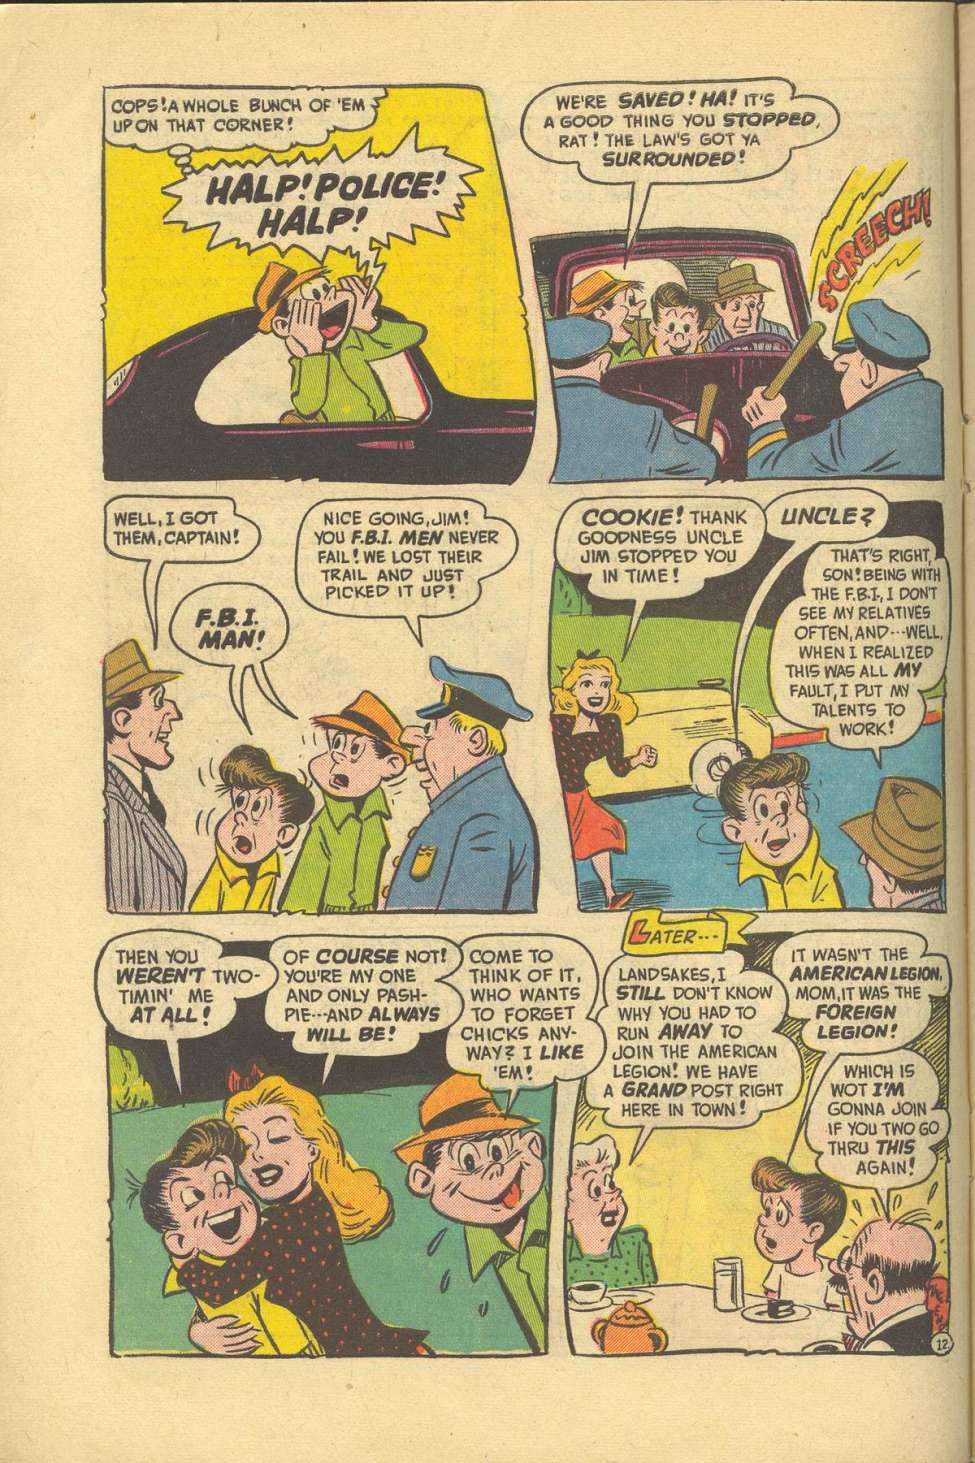 COPS! A WHOLE BUNCH OF 'EM
UP ON THAT CORNER!
HALP! POLICE!
HALP!
WE'RE SAVED! HA! IT'S
A GOOD THING YOU STOPPED,
RAT! THE LAW'S GOT YA
SURROUNDED!
SCREECH!
WELL, I GOT
THEM, CAPTAIN!
F.B.I.
MAN!
NICE GOING, JIM!
YOU F.B.I. MEN NEVER
FAIL! WE LOST THEIR
TRAIL AND JUST
PICKED IT UP!
COOKIE! THANK
GOODNESS UNCLE
JIM STOPPED YOU
IN TIME!
UNCLE?
THAT'S RIGHT,
SON! BEING WITH
THE F.B.I., I DON'T
SEE MY RELATIVES
OFTEN, AND---WELL,
WHEN I REALIZED
THIS WAS ALL MY
FAULT, I PUT MY
TALENTS TO
WORK!
THEN YOU
WEREN'T TWO-
TIMIN' ME
AT ALL!
OF COURSE NOT!
YOU'RE MY ONE
AND ONLY PASH-
PIE---AND ALWAYS
WILL BE!
COME TO
THINK OF IT,
WHO WANTS
TO FORGET
CHICKS ANY-
WAY? I LIKE
'EM!
LATER---
LANDSAKES, I
STILL DON'T KNOW
WHY YOU HAD TO
RUN AWAY TO
JOIN THE AMERICAN
LEGION! WE HAVE
A GRAND POST RIGHT
HERE IN TOWN!
IT WASN'T THE
AMERICAN LEGION,
MOM, IT WAS THE
FOREIGN
LEGION!
WHICH IS
WOT I'M
GONNA JOIN
IF YOU TWO GO
THRU THIS
AGAIN!
12